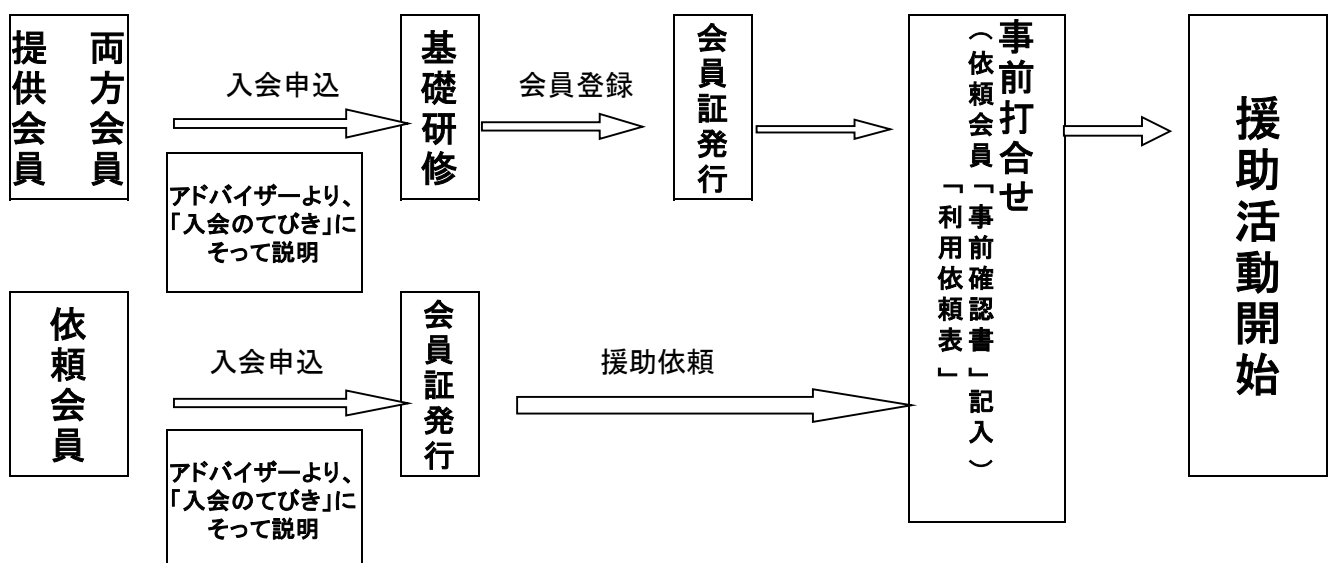 両方会員
提供会員
入会申込
アドバイザーより、
「入会のてびき」に
そって説明
基礎研修
会員登録
会員証発行
事前打合せ
（依頼会員「事前確認書」記入）
「利用依頼表」
援助活動開始
依頼会員
入会申込
アドバイザーより、
「入会のてびき」に
そって説明
会員証発行
援助依頼